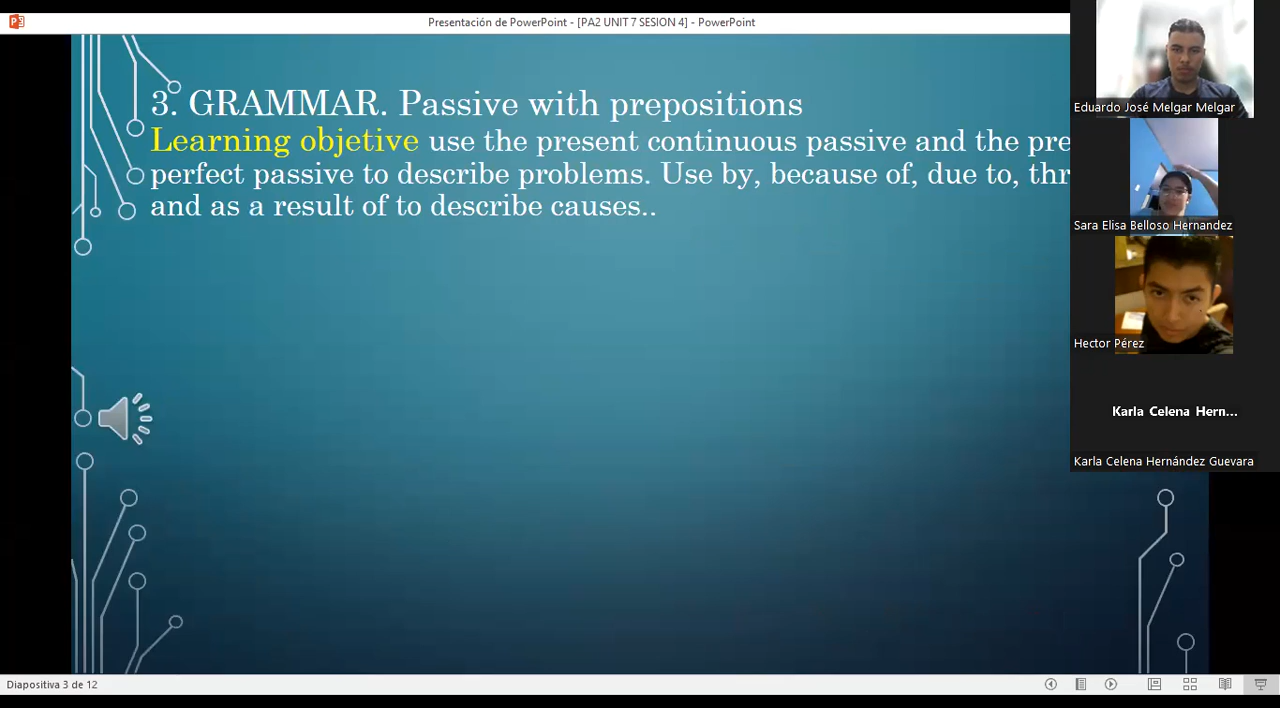 Presentación de PowerPoint - [PA2 UNIT 7 SESION 4] - PowerPoint
3. GRAMMAR. Passive with prepositions
Learning objetive use the present continuous passive and the pre
perfect passive to describe problems. Use by, because of, due to, thr
and as a result of to describe causes..
Eduardo José Melgar Melgar
Sara Elisa Belloso Hernandez
Hector Pérez
Karla Celena Hern...
Karla Celena Hernández Guevara
Diapositiva 3 de 12